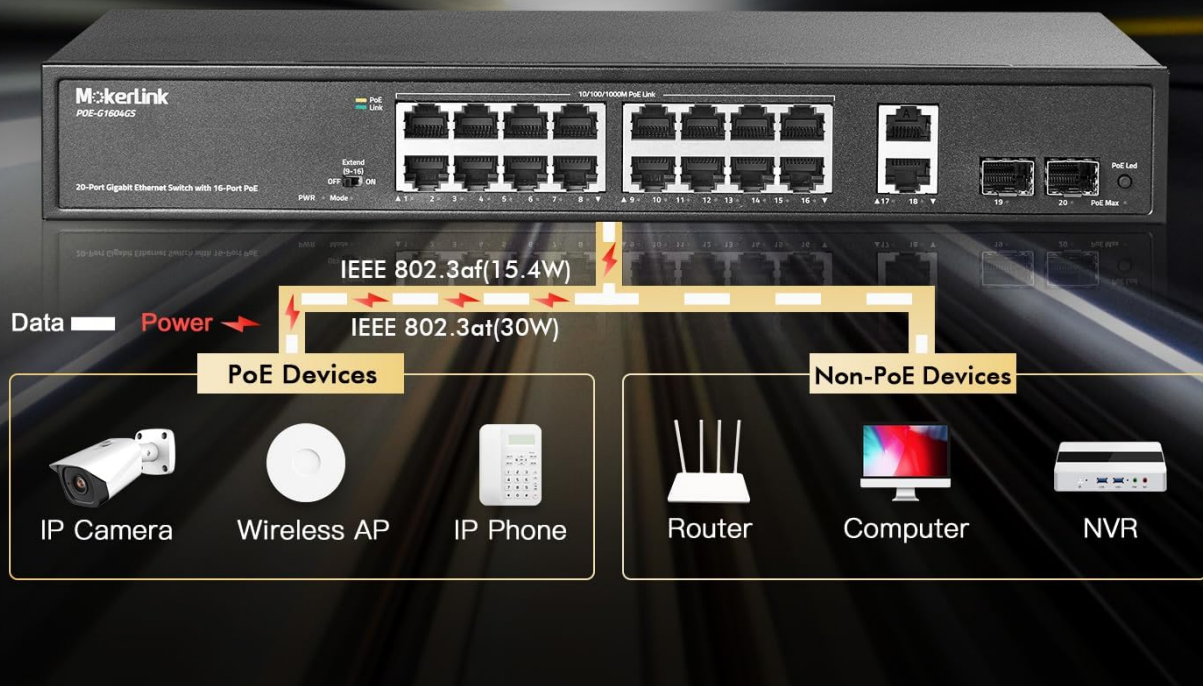 MokerLink
POE-G1604GS
PoE
Link
10/100/1000M PoE Link
A
Extend
(9-16)
OFF ON
20-Port Gigabit Ethernet Switch with 16-Port PoE
PWR Mode
▲ 1 2 3 4 5 6 7 8 ▼
▲ 9 10 11 12 13 14 15 16 ▼
▲17 18 ▼
19
20
PoE Led
PoE Max
IEEE 802.3af(15.4W)
Data
Power
IEEE 802.3at(30W)
PoE Devices
Non-PoE Devices
IP Camera
Wireless AP
IP Phone
Router
Computer
NVR